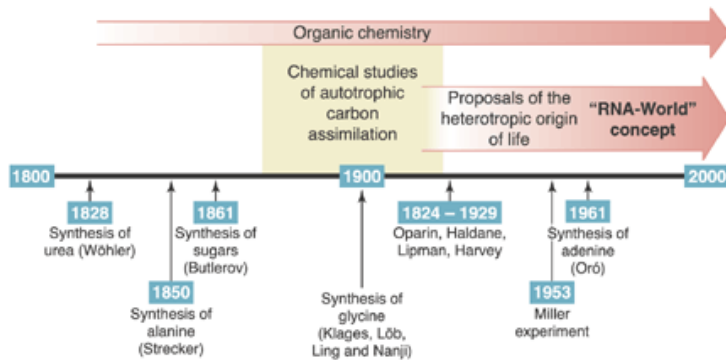 Organic chemistry
Chemical studies
of autotrophic
carbon
assimilation
Proposals of the
heterotropic origin
of life
“RNA-World”
concept
1800
1900
2000
1828
Synthesis of
urea (Wöhler)
1850
Synthesis of
alanine
(Strecker)
1861
Synthesis of
sugars
(Butlerov)
Synthesis of
glycine
(Klages, Löb,
Ling and Nanji)
1824 – 1929
Oparin, Haldane,
Lipman, Harvey
1953
Miller
experiment
1961
Synthesis of
adenine
(Oró)